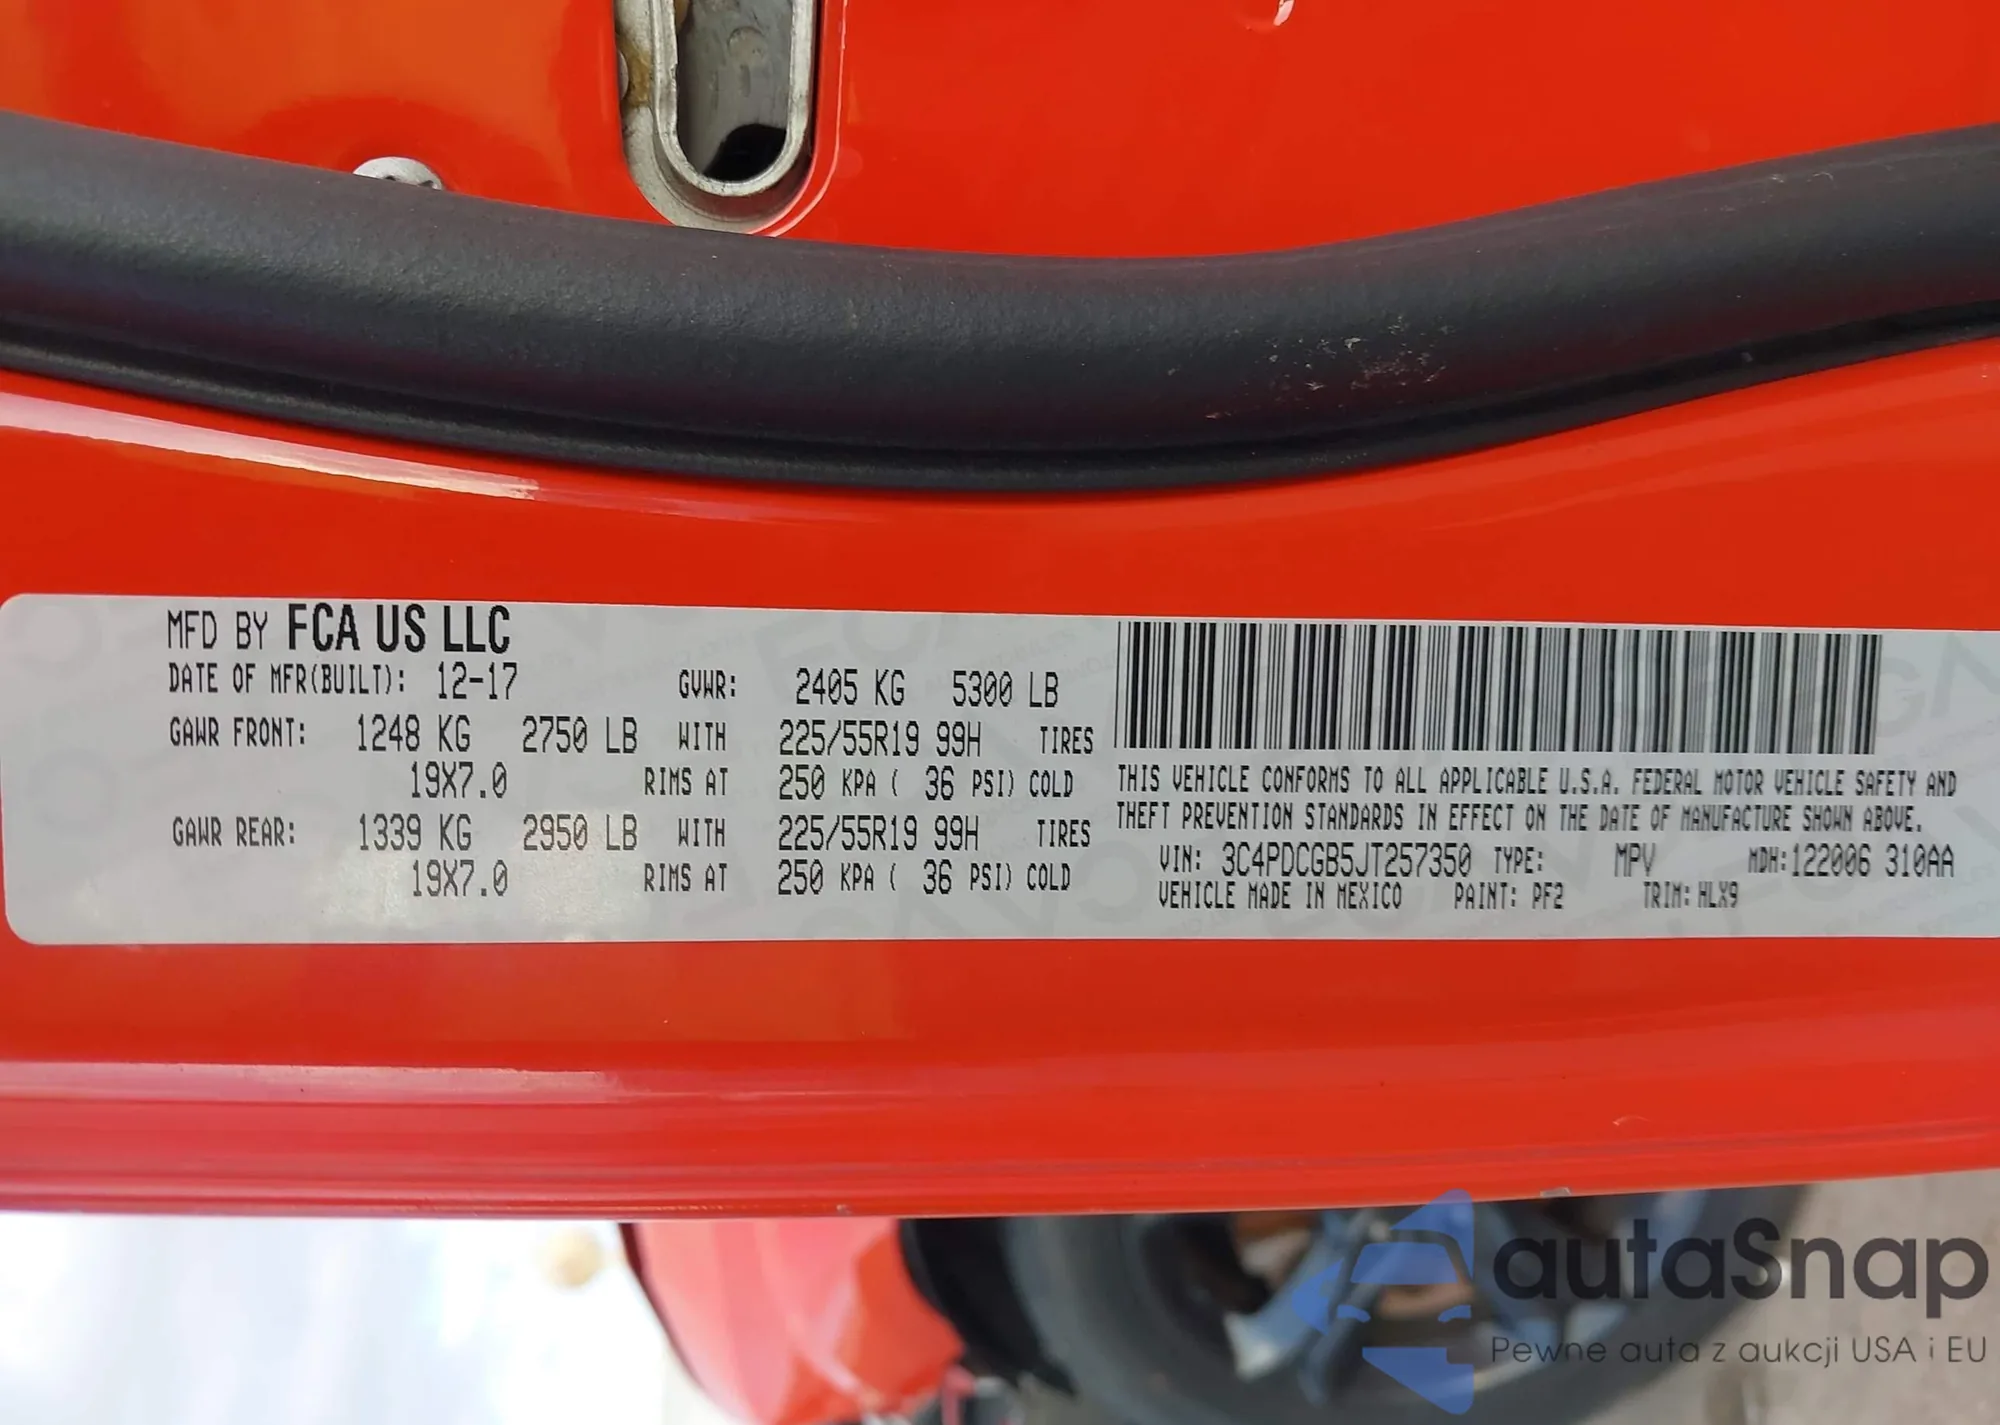 MFD BY FCA US LLC
DATE OF MFR(BUILT): 12-17 GVWR: 2405 KG 5300 LB
GAWR FRONT: 1248 KG 2750 LB WITH 225/55R19 99H TIRES
19X7.0 RIMS AT 250 KPA ( 36 PSI) COLD
GAWR REAR: 1339 KG 2950 LB WITH 225/55R19 99H TIRES
19X7.0 RIMS AT 250 KPA ( 36 PSI) COLD
THIS VEHICLE CONFORMS TO ALL APPLICABLE U.S.A. FEDERAL MOTOR VEHICLE SAFETY AND
THEFT PREVENTION STANDARDS IN EFFECT ON THE DATE OF MANUFACTURE SHOWN ABOVE.
VIN: 3C4PDCGB5JT257350 TYPE: MPV MDH:122006 310AA
VEHICLE MADE IN MEXICO PAINT: PF2 TRIM: HLX9
autaSnap
Pewne auta z aukcji USA i EU